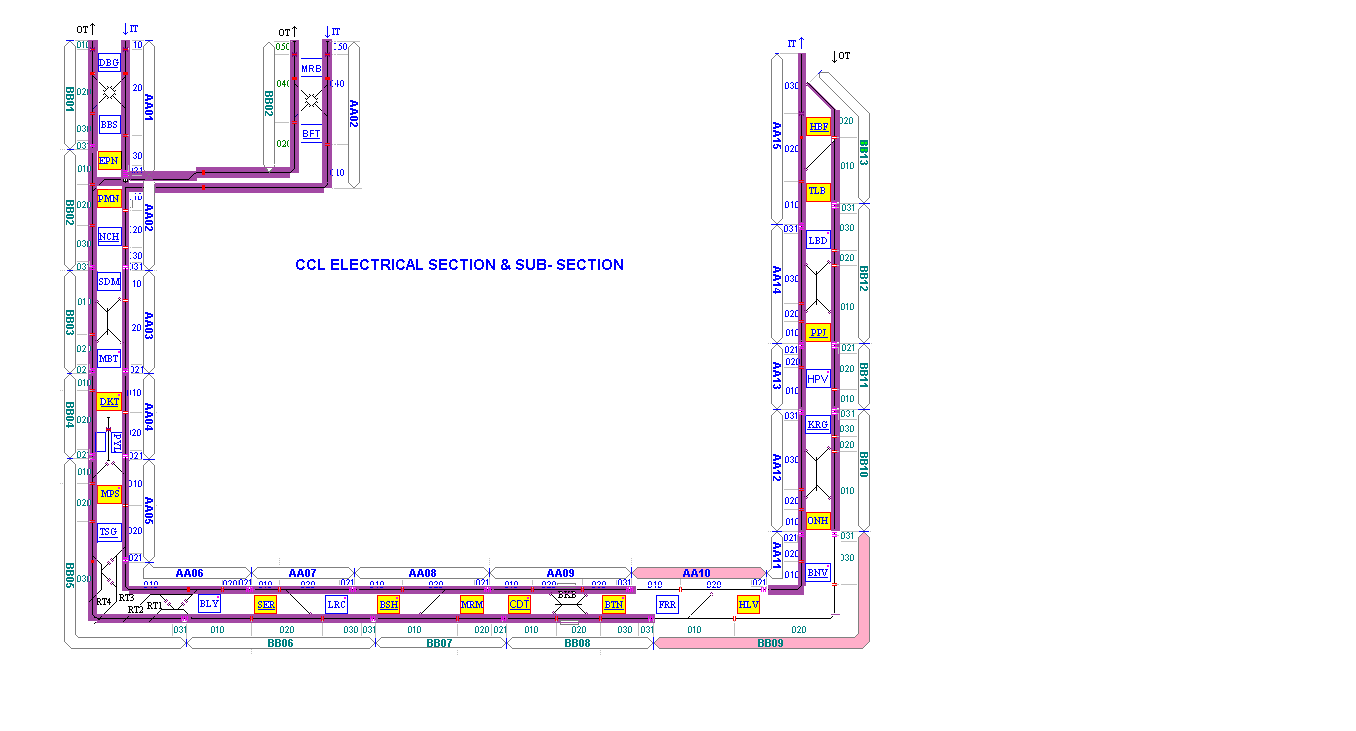 OT IT
010 10
DBG
20
020
BB01 AA01
BBS
030
031 30
EPN 021
010
PMN
020
BB02 AA02
NCH 020
030 030
031 031
SDM 10
010
BB03 20 AA03
020
MBT
021 021
010 010
DKT
BB04 020 AA04
PYL 020
021 021
010
MPS
020 AA05
TSG 020
021
BB05 030
RT4 RT3
RT2 RT1
OT IT
050 050
MRB
040 040
BB02 AA02
BFT
020
010
CCL ELECTRICAL SECTION & SUB- SECTION
AA06 AA07 AA08 AA09 AA10
010 020 021 010 020 021 010 020 021 010 020 021 010 020 021
BLY SER LRC BSH MRM CDT BKB BTN FRR HLV
031 010 020 030 031 010 020 021 010 020 030 031 010 020
BB06 BB07 BB08 BB09
IT OT
030
HBF 020
AA15 020 BB13
010
TLB
010
031
031 LBD 030
020
AA14 030 BB12
010
020
010 PPJ
021 021
020 020
AA13 HPV BB11
010 010
031 031
KRG 030
020
AA12 030 BB10
010
020
010 ONH
021 031
AA11 020 030
010 BNV